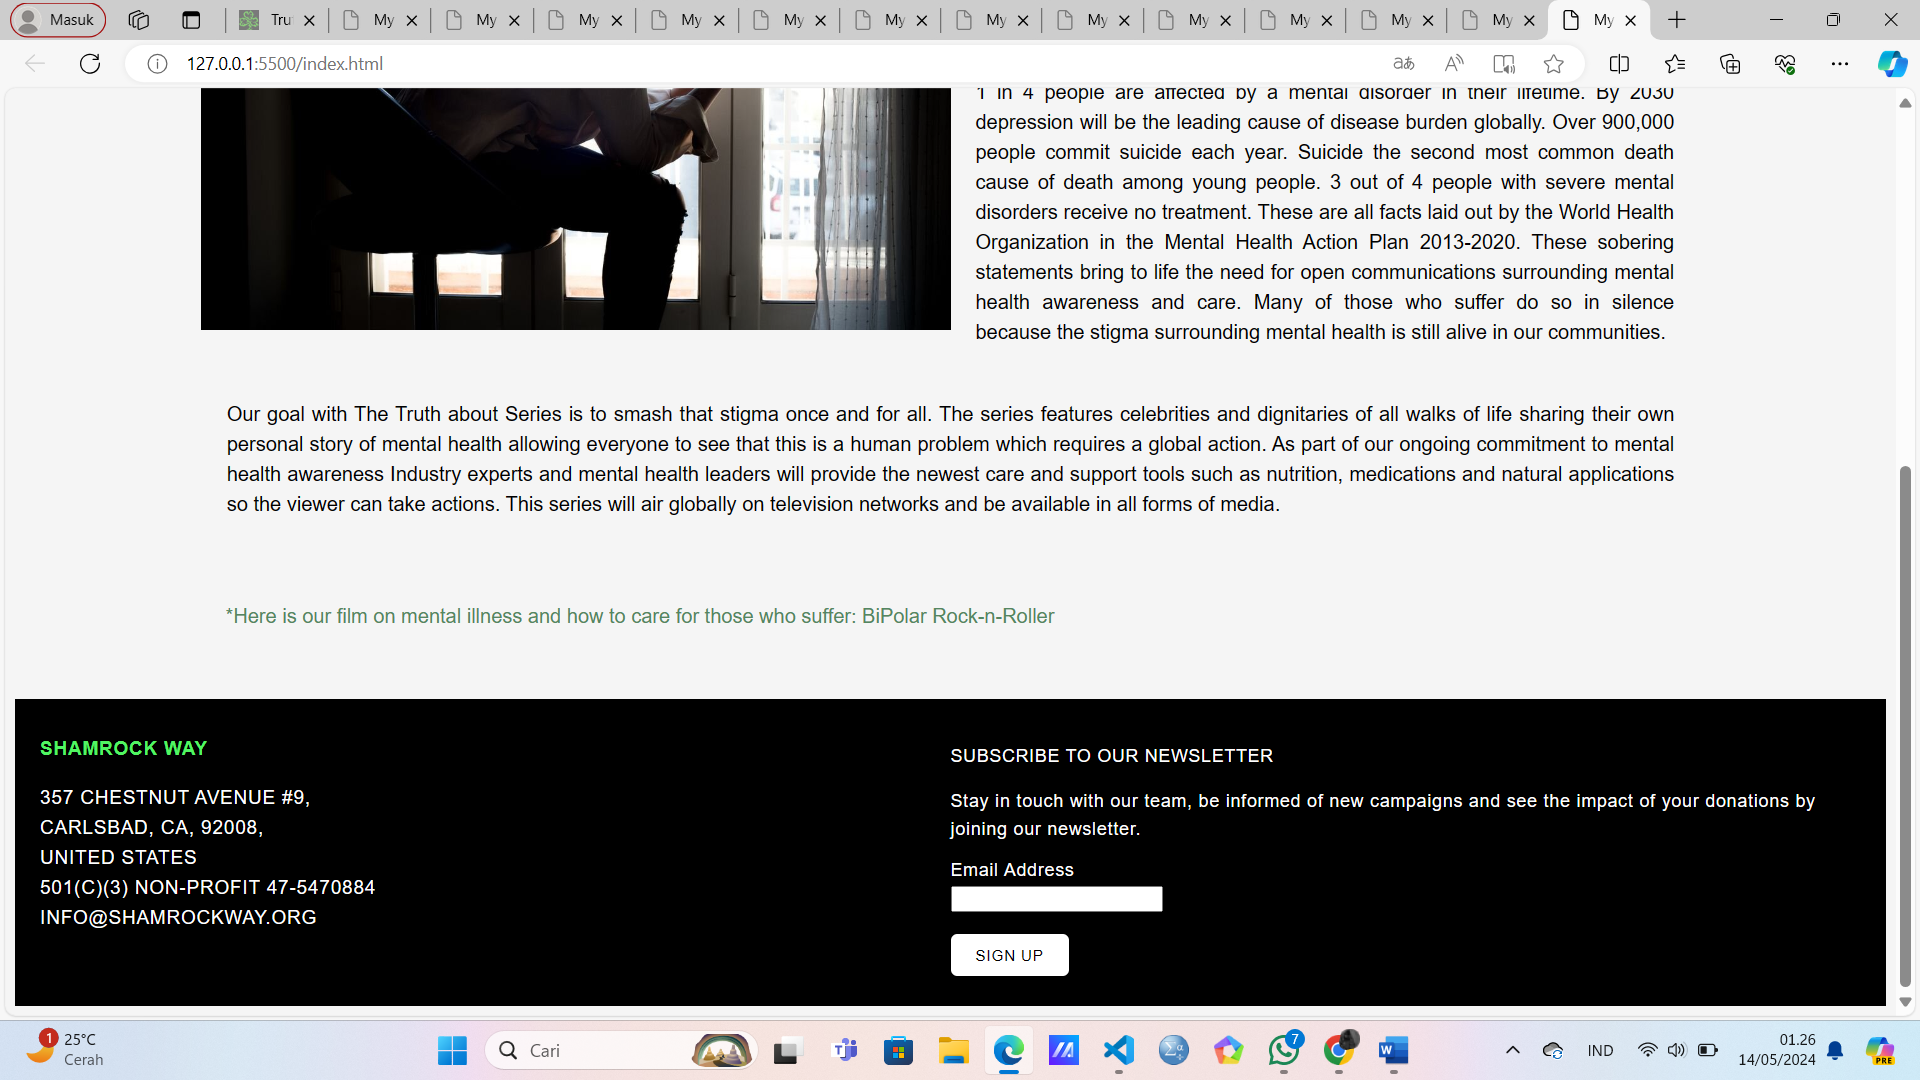 Masuk
Tru
My
My
My
My
My
My
My
My
My
My
My
My
My
127.0.0.1:5500/index.html
1 in 4 people are affected by a mental disorder in their lifetime. By 2030
depression will be the leading cause of disease burden globally. Over 900,000
people commit suicide each year. Suicide the second most common death
cause of death among young people. 3 out of 4 people with severe mental
disorders receive no treatment. These are all facts laid out by the World Health
Organization in the Mental Health Action Plan 2013-2020. These sobering
statements bring to life the need for open communications surrounding mental
health awareness and care. Many of those who suffer do so in silence
because the stigma surrounding mental health is still alive in our communities.
Our goal with The Truth about Series is to smash that stigma once and for all. The series features celebrities and dignitaries of all walks of life sharing their own
personal story of mental health allowing everyone to see that this is a human problem which requires a global action. As part of our ongoing commitment to mental
health awareness Industry experts and mental health leaders will provide the newest care and support tools such as nutrition, medications and natural applications
so the viewer can take actions. This series will air globally on television networks and be available in all forms of media.
*Here is our film on mental illness and how to care for those who suffer: BiPolar Rock-n-Roller
SHAMROCK WAY
357 CHESTNUT AVENUE #9,
CARLSBAD, CA, 92008,
UNITED STATES
501(C)(3) NON-PROFIT 47-5470884
INFO@SHAMROCKWAY.ORG
SUBSCRIBE TO OUR NEWSLETTER
Stay in touch with our team, be informed of new campaigns and see the impact of your donations by
joining our newsletter.
Email Address
SIGN UP
1
25°C
Cerah
Cari
7
IND
01.26
14/05/2024
PRE